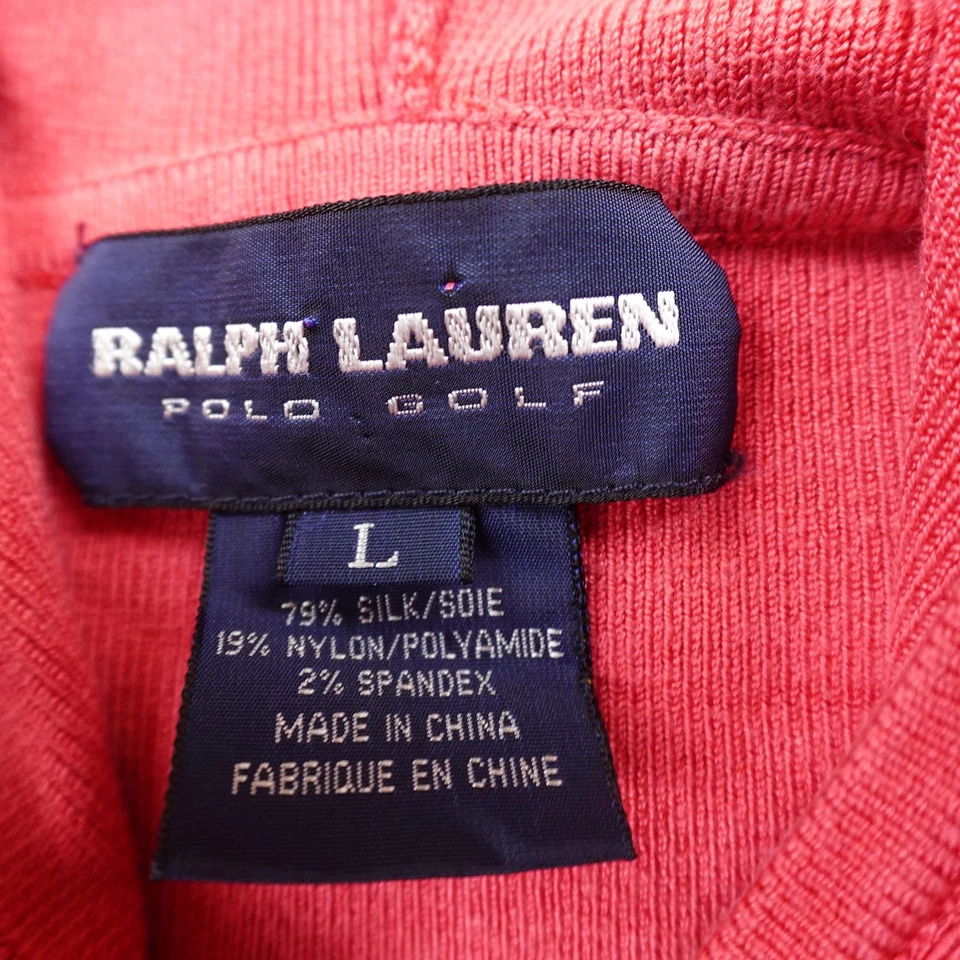 RALPH LAUREN
POLO GOLF
L
79% SILK/SOIE
19% NYLON/POLYAMIDE
2% SPANDEX
MADE IN CHINA
FABRIQUE EN CHINE